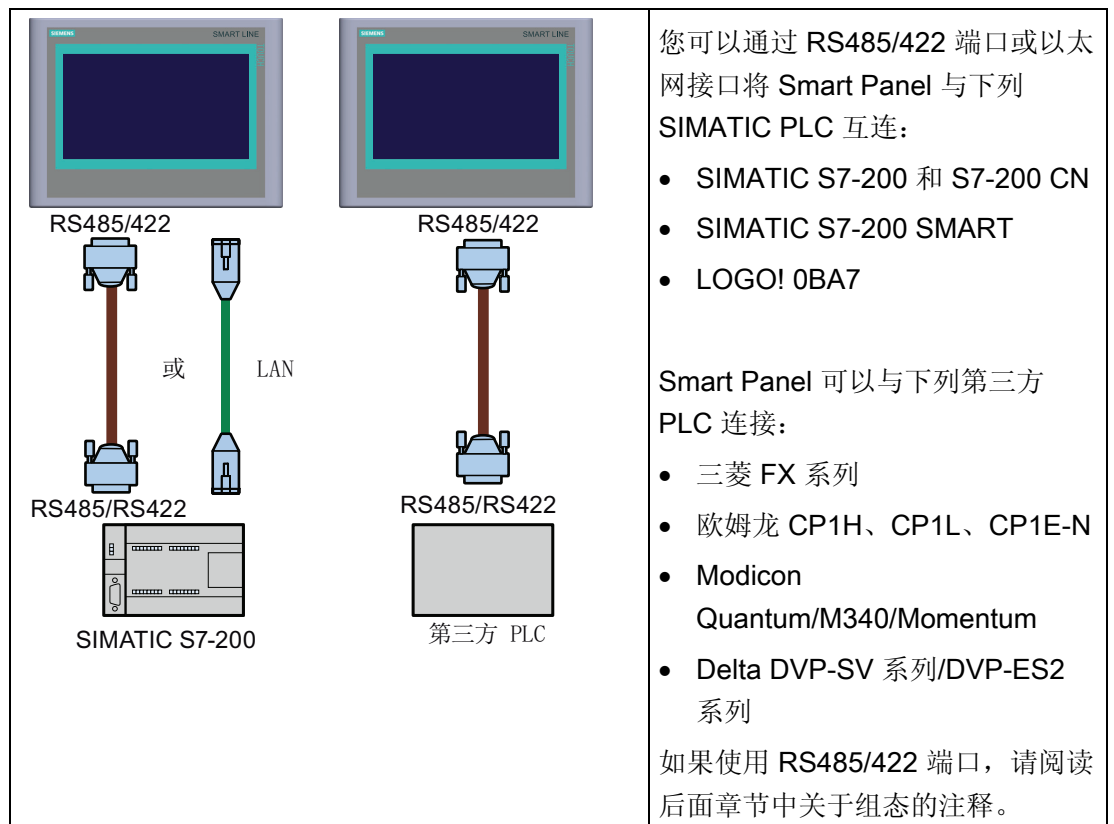 SIEMENS
SMART LINE
SIEMENS
SMART LINE
RS485/422
RS485/422
或
LAN
RS485/RS422
RS485/RS422
SIMATIC S7-200
第三方 PLC
您可以通过 RS485/422 端口或以太
网接口将 Smart Panel 与下列
SIMATIC PLC 互连：
• SIMATIC S7-200 和 S7-200 CN
• SIMATIC S7-200 SMART
• LOGO! 0BA7
Smart Panel 可以与下列第三方
PLC 连接：
• 三菱 FX 系列
• 欧姆龙 CP1H、CP1L、CP1E-N
• Modicon
Quantum/M340/Momentum
• Delta DVP-SV 系列/DVP-ES2
系列
如果使用 RS485/422 端口，请阅读
后面章节中关于组态的注释。